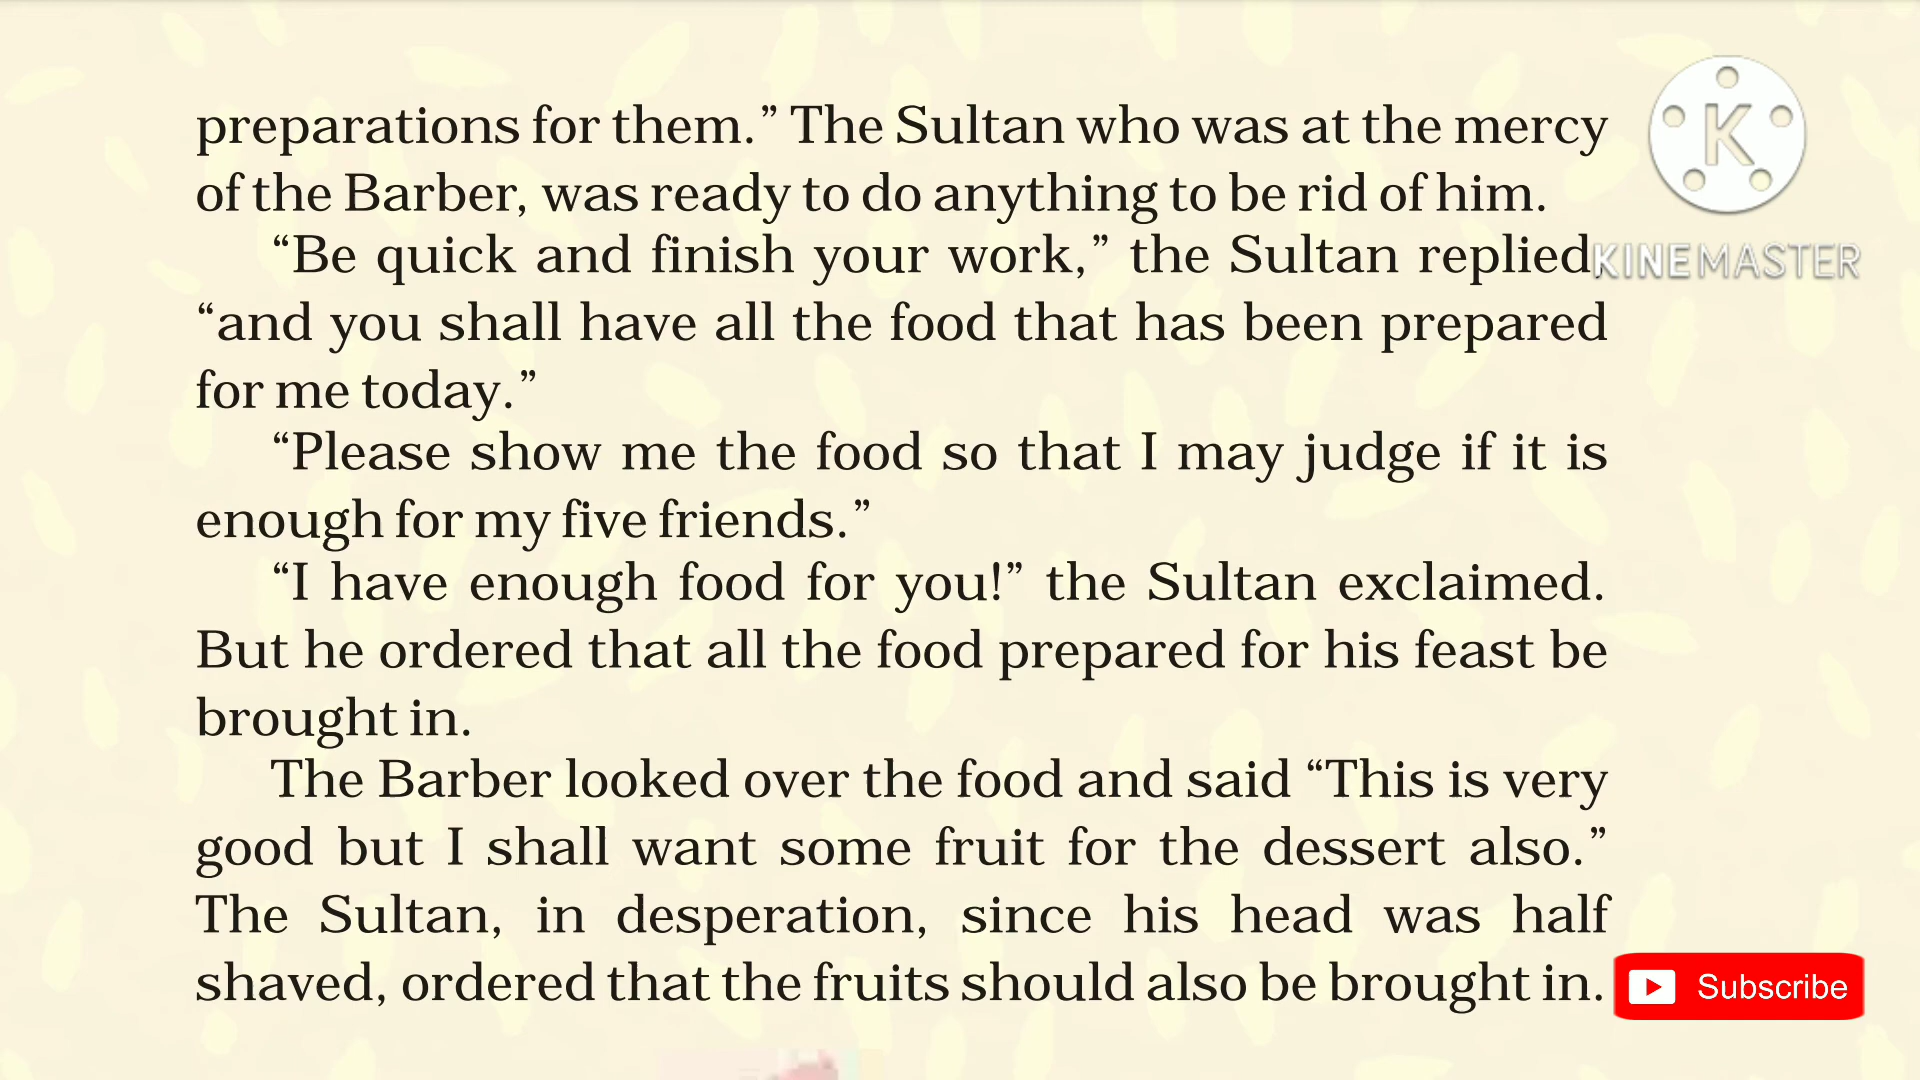 preparations for them.” The Sultan who was at the mercy
of the Barber, was ready to do anything to be rid of him.
“Be quick and finish your work,” the Sultan replied,
“and you shall have all the food that has been prepared
for me today.”
“Please show me the food so that I may judge if it is
enough for my five friends.”
“I have enough food for you!” the Sultan exclaimed.
But he ordered that all the food prepared for his feast be
brought in.
The Barber looked over the food and said “This is very
good but I shall want some fruit for the dessert also.”
The Sultan, in desperation, since his head was half
shaved, ordered that the fruits should also be brought in.
K
KINEMASTER
Subscribe